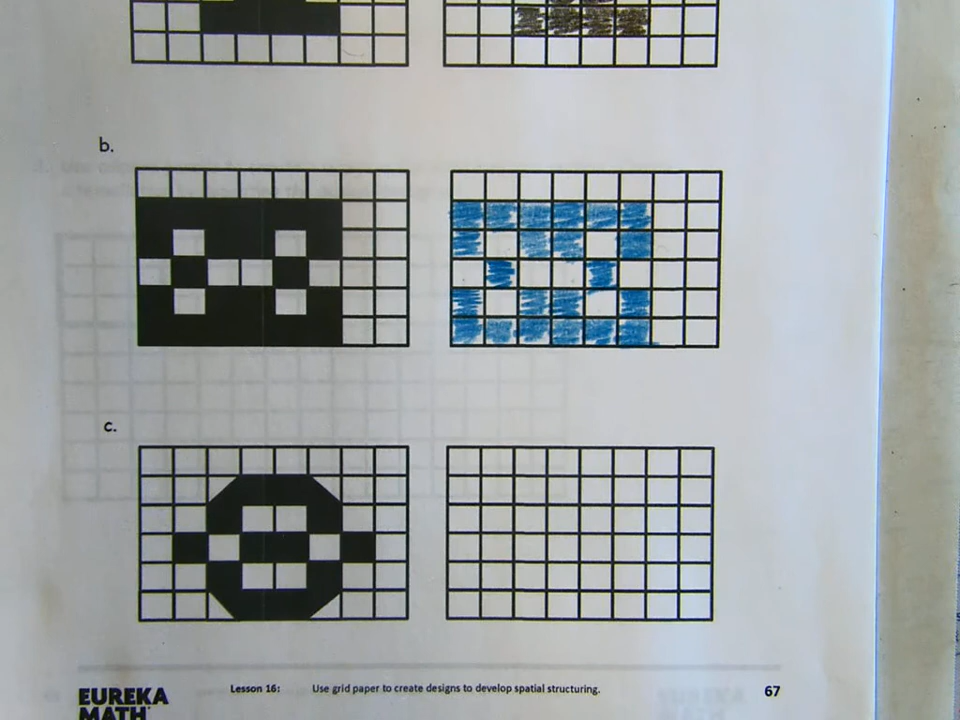 b.
c.
EUREKA
MATH
Lesson 16: Use grid paper to create designs to develop spatial structuring. 67